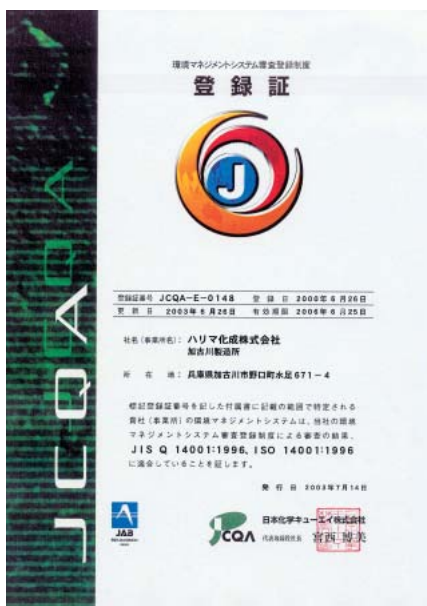 環境マネジメントシステム審査登録制度
登録証
J
JCQA
登録証番号 JCQA-E-0148 登録日 2000年6月26日
更新日 2003年6月26日 有効期限 2006年6月25日
社名(事業所名): ハリマ化成株式会社
加古川製造所
所在地: 兵庫県加古川市野口町水足671-4
標記登録証番号を記した付属書に記載の範囲で特定される
貴社(事業所)の環境マネジメントシステムは、当社の環境
マネジメントシステム審査登録制度による審査の結果、
JIS Q 14001:1996、ISO 14001:1996
に適合していることを証します。
発行日 2003年7月14日
JAB
JCQA
日本化学キューエイ株式会社
代表取締役社長